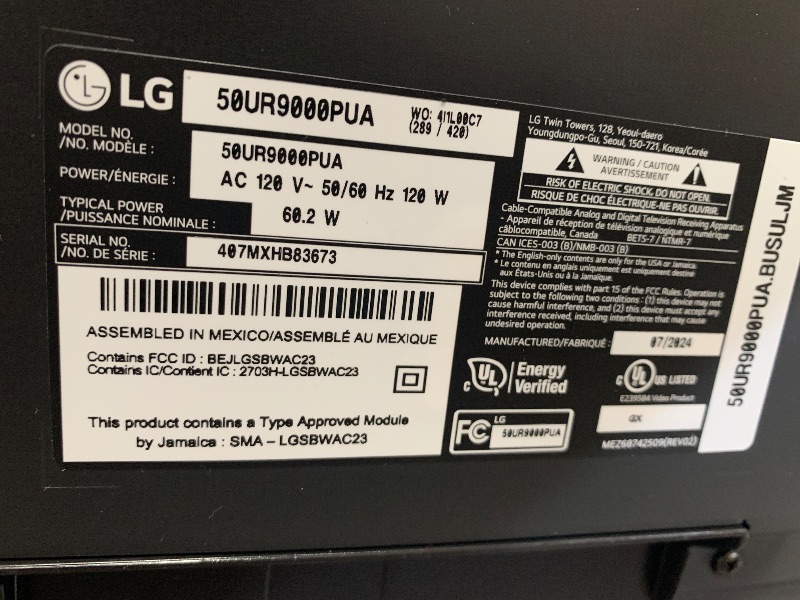 LG
50UR9000PUA
WO: 4I1L00C7
(289 / 420)
MODEL NO.
/NO. MODÈLE :
50UR9000PUA
POWER/ÉNERGIE :
AC 120 V~ 50/60 Hz 120 W
TYPICAL POWER
/PUISSANCE NOMINALE :
60.2 W
SERIAL NO.
/NO. DE SÉRIE :
407MXHB83673
ASSEMBLED IN MEXICO/ASSEMBLÉ AU MEXIQUE
Contains FCC ID : BEJLGSBWAC23
Contains IC/Contient IC : 2703H-LGSBWAC23
This product contains a Type Approved Module
by Jamaica : SMA – LGSBWAC23
LG Twin Towers, 128, Yeoui-daero
Youngdungpo-Gu, Seoul, 150-721, Korea/Corée
WARNING / CAUTION
AVERTISSEMENT
RISK OF ELECTRIC SHOCK DO NOT OPEN.
RISQUE DE CHOC ÉLECTRIQUE-NE PAS OUVRIR.
Cable-Compatible Analog and Digital Television Receiving Apparatus
- Appareil de réception de télévision analogique et numérique
câblocompatible, Canada BETS-7 / NTMR-7
CAN ICES-003 (B)/NMB-003 (B)
* The English-only contents are only for the USA or Jamaica.
* Le contenu en anglais uniquement est uniquement destiné
aux États-Unis ou à la Jamaïque.
This device complies with part 15 of the FCC Rules. Operation is
subject to the following two conditions : (1) this device may not
cause harmful interference, and (2) this device must accept any
interference received, including interference that may cause
undesired operation.
MANUFACTURED/FABRIQUÉ :
07/2024
C UL Energy
Verified
C UL US LISTED
E239584 Video Product
FC LG
50UR9000PUA
GX
MEZ68742509(REV02)
50UR9000PUA.BUSULJM